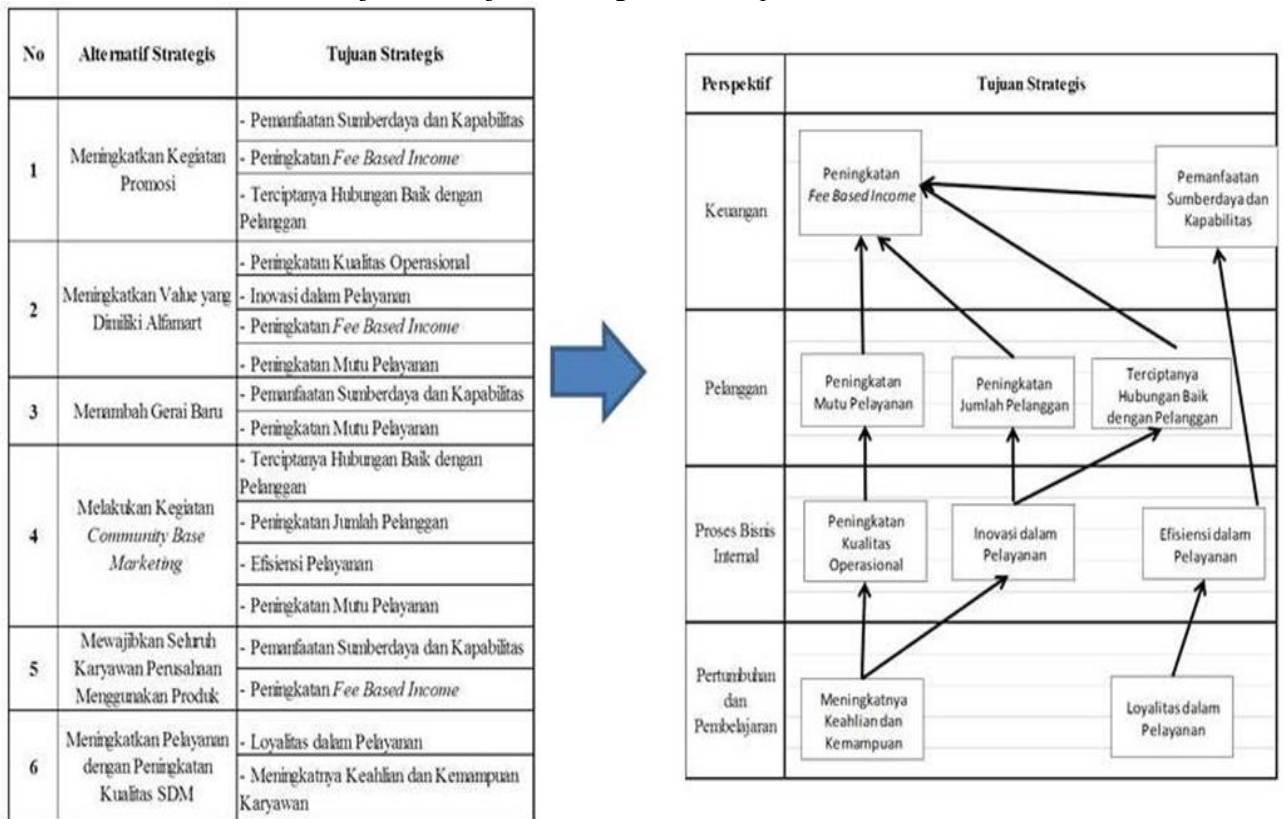 No
Alternatif Strategis
Tujuan Strategis
1
Meningkatkan Kegiatan
Promosi
- Pemanfaatan Sumberdaya dan Kapabilitas
- Peningkatan Fee Based Income
- Terciptanya Hubungan Baik dengan
Pelanggan
2
Meningkatkan Value yang
Dimiliki Alfamart
- Peningkatan Kualitas Operasional
- Inovasi dalam Pelayanan
- Peningkatan Fee Based Income
- Peningkatan Mutu Pelayanan
3
Menambah Gerai Baru
- Pemanfaatan Sumberdaya dan Kapabilitas
- Peningkatan Mutu Pelayanan
4
Melakukan Kegiatan
Community Base
Marketing
- Terciptanya Hubungan Baik dengan
Pelanggan
- Peningkatan Jumlah Pelanggan
- Efisiensi Pelayanan
- Peningkatan Mutu Pelayanan
5
Mewajibkan Seluruh
Karyawan Perusahaan
Menggunakan Produk
- Pemanfaatan Sumberdaya dan Kapabilitas
- Peningkatan Fee Based Income
6
Meningkatkan Pelayanan
dengan Peningkatan
Kualitas SDM
- Loyalitas dalam Pelayanan
- Meningkatnya Keahlian dan Kemampuan
Karyawan
Perspektif
Tujuan Strategis
Keuangan
Peningkatan
Fee Based Income
Pemanfaatan
Sumberdaya dan
Kapabilitas
Pelanggan
Peningkatan
Mutu Pelayanan
Peningkatan
Jumlah Pelanggan
Terciptanya
Hubungan Baik
dengan Pelanggan
Proses Bisnis
Internal
Peningkatan
Kualitas
Operasional
Inovasi dalam
Pelayanan
Efisiensi dalam
Pelayanan
Pertumbuhan
dan
Pembelajaran
Meningkatnya
Keahlian dan
Kemampuan
Loyalitas dalam
Pelayanan